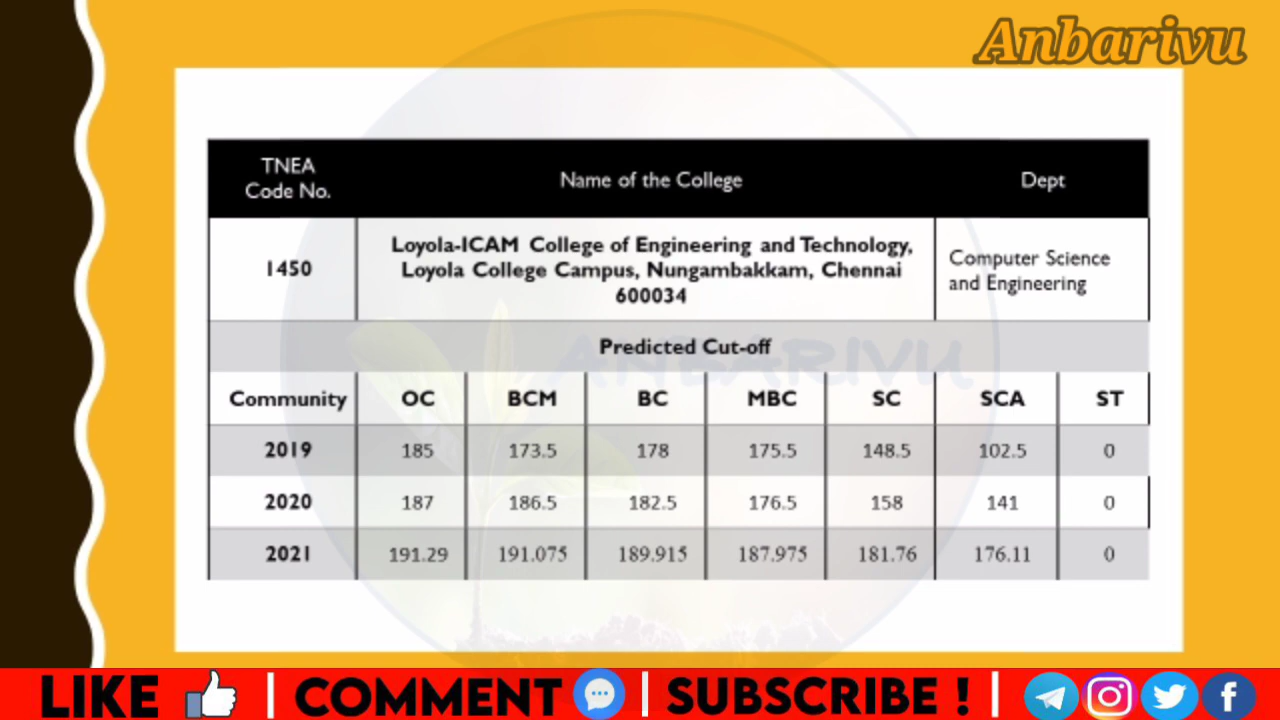 Anbarivu
TNEA
Code No.
Name of the College
Dept
1450
Loyola-ICAM College of Engineering and Technology,
Loyola College Campus, Nungambakkam, Chennai
600034
Computer Science
and Engineering
Predicted Cut-off
ANBARIVU
Community OC BCM BC MBC SC SCA ST
2019 185 173.5 178 175.5 148.5 102.5 0
2020 187 186.5 182.5 176.5 158 141 0
2021 191.29 191.075 189.915 187.975 181.76 176.11 0
LIKE | COMMENT | SUBSCRIBE ! |